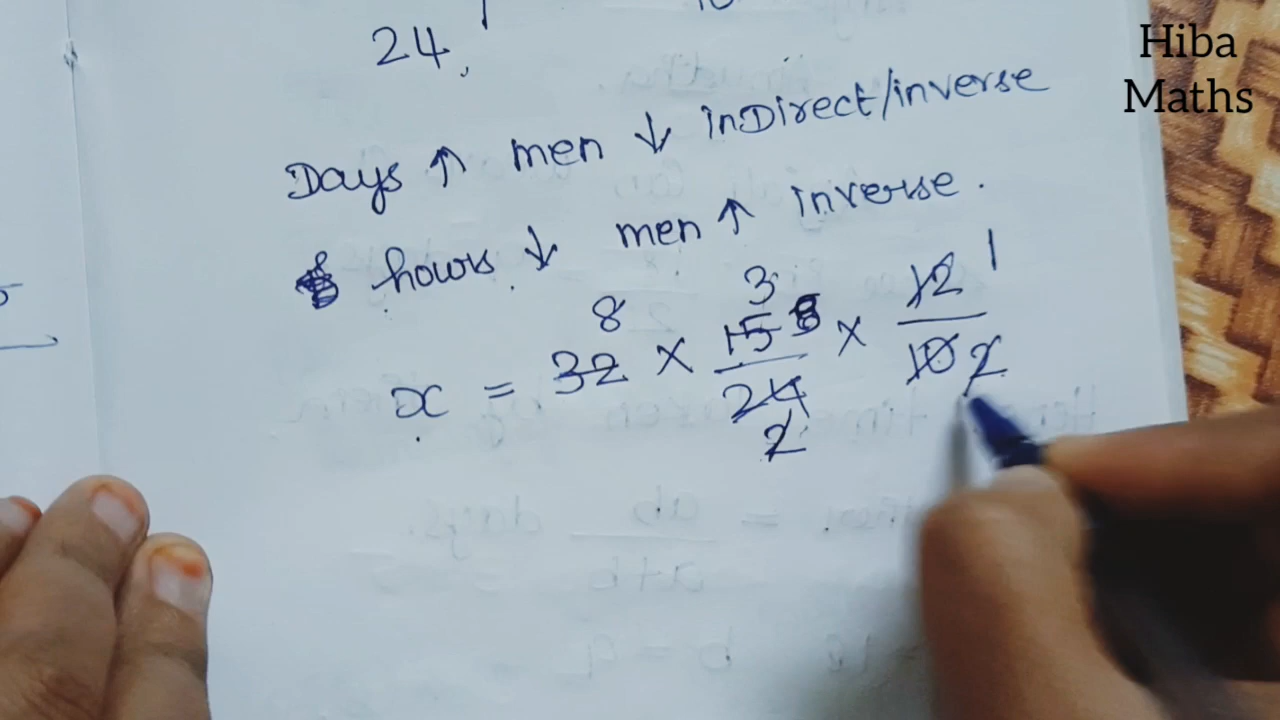 Hiba
Maths
24,
Days ↑ men ↓ inDirect/inverse
hours ↓ men ↑ inverse.
8 3 1
x = 32 × 15 × 12
24 10 2
2